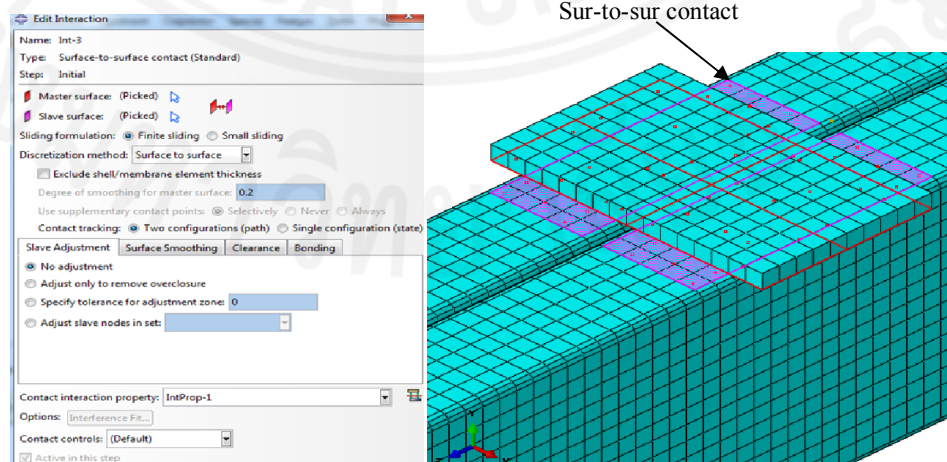 Sur-to-sur contact
Edit Interaction
Name: Int-3
Type: Surface-to-surface contact (Standard)
Step: Initial
Master surface: (Picked)
Slave surface: (Picked)
Sliding formulation: Finite sliding Small sliding
Discretization method: Surface to surface
Exclude shell/membrane element thickness
Degree of smoothing for master surface: 0.2
Use supplementary contact points: Selectively Never Always
Contact tracking: Two configurations (path) Single configuration (state)
Slave Adjustment Surface Smoothing Clearance Bonding
No adjustment
Adjust only to remove overclosure
Specify tolerance for adjustment zone: 0
Adjust slave nodes in set:
Contact interaction property: IntProp-1
Options: Interference Fit...
Contact controls: (Default)
Active in this step
Y